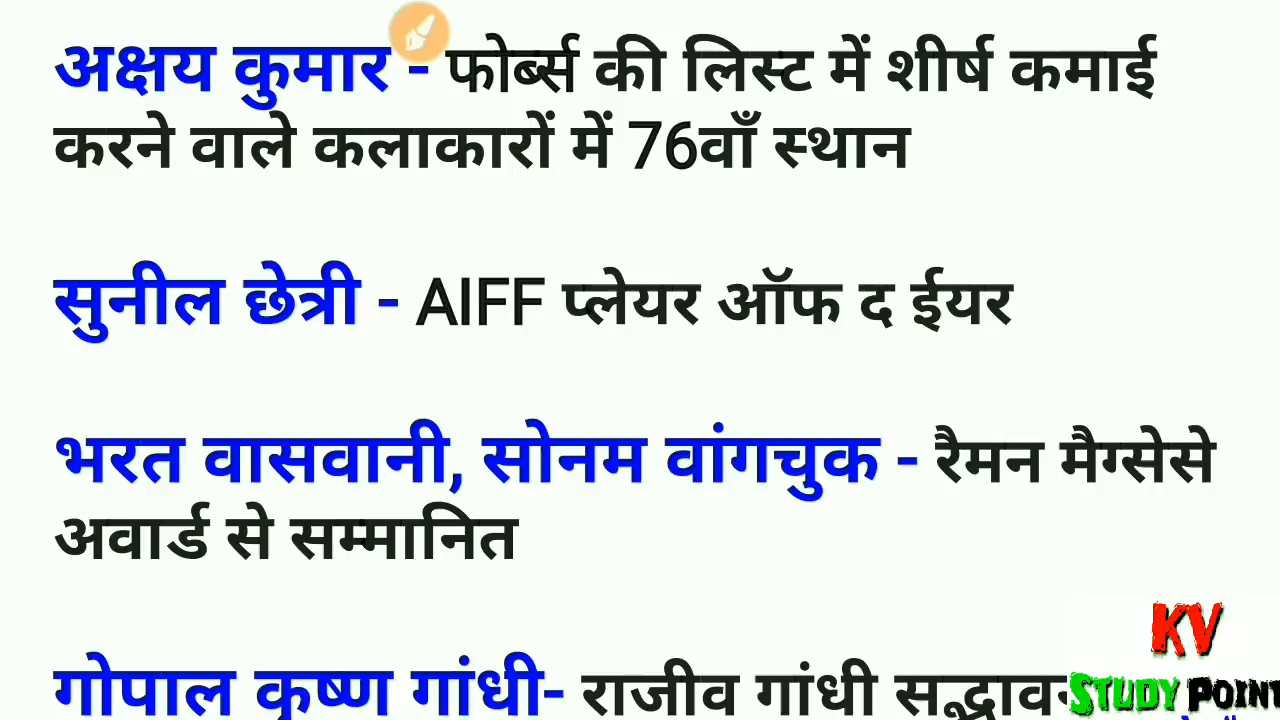 अक्षय कुमार - फोर्ब्स की लिस्ट में शीर्ष कमाई
करने वाले कलाकारों में 76वाँ स्थान
सुनील छेत्री - AIFF प्लेयर ऑफ द ईयर
भरत वासवानी, सोनम वांगचुक - रैमन मैग्सेसे
अवार्ड से सम्मानित
गोपाल कृष्ण गांधी- राजीव गांधी
KV
STUDY POINT